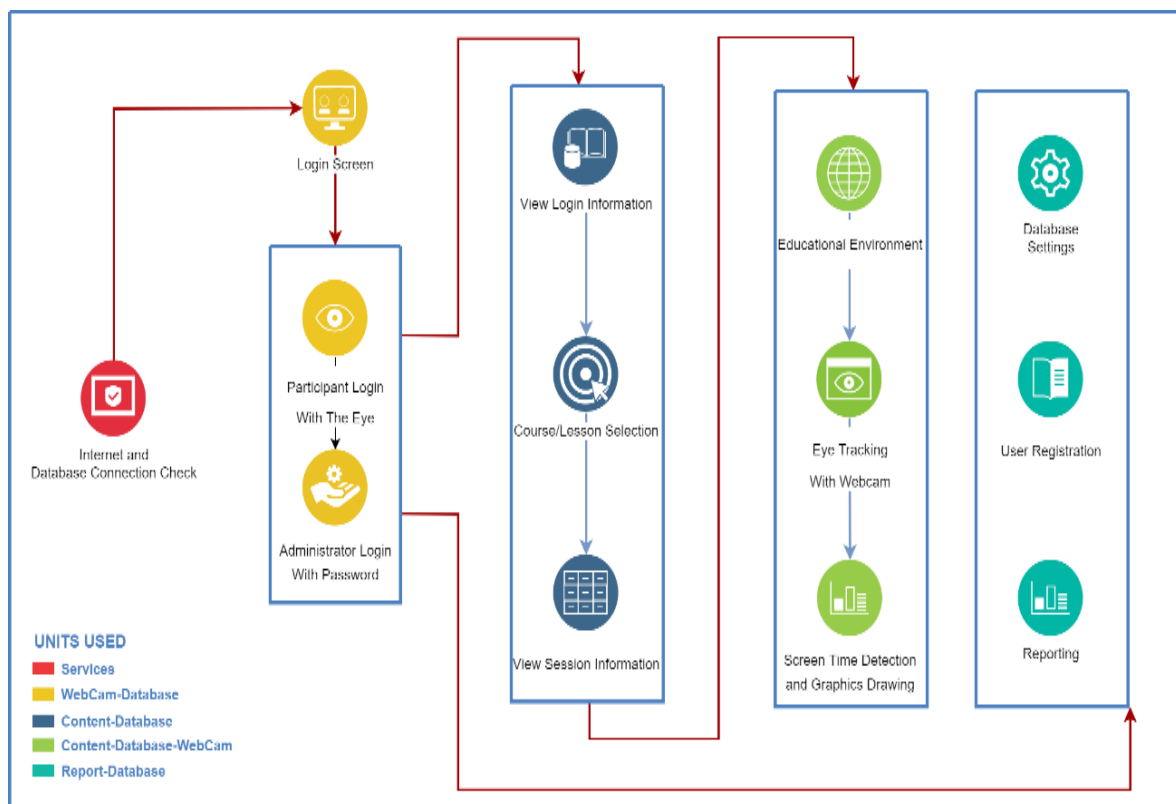 Login Screen
Internet and
Database Connection Check
Participant Login
With The Eye
Administrator Login
With Password
View Login Information
Course/Lesson Selection
View Session Information
Educational Environment
Eye Tracking
With Webcam
Screen Time Detection
and Graphics Drawing
Database
Settings
User Registration
Reporting
UNITS USED
Services
WebCam-Database
Content-Database
Content-Database-WebCam
Report-Database